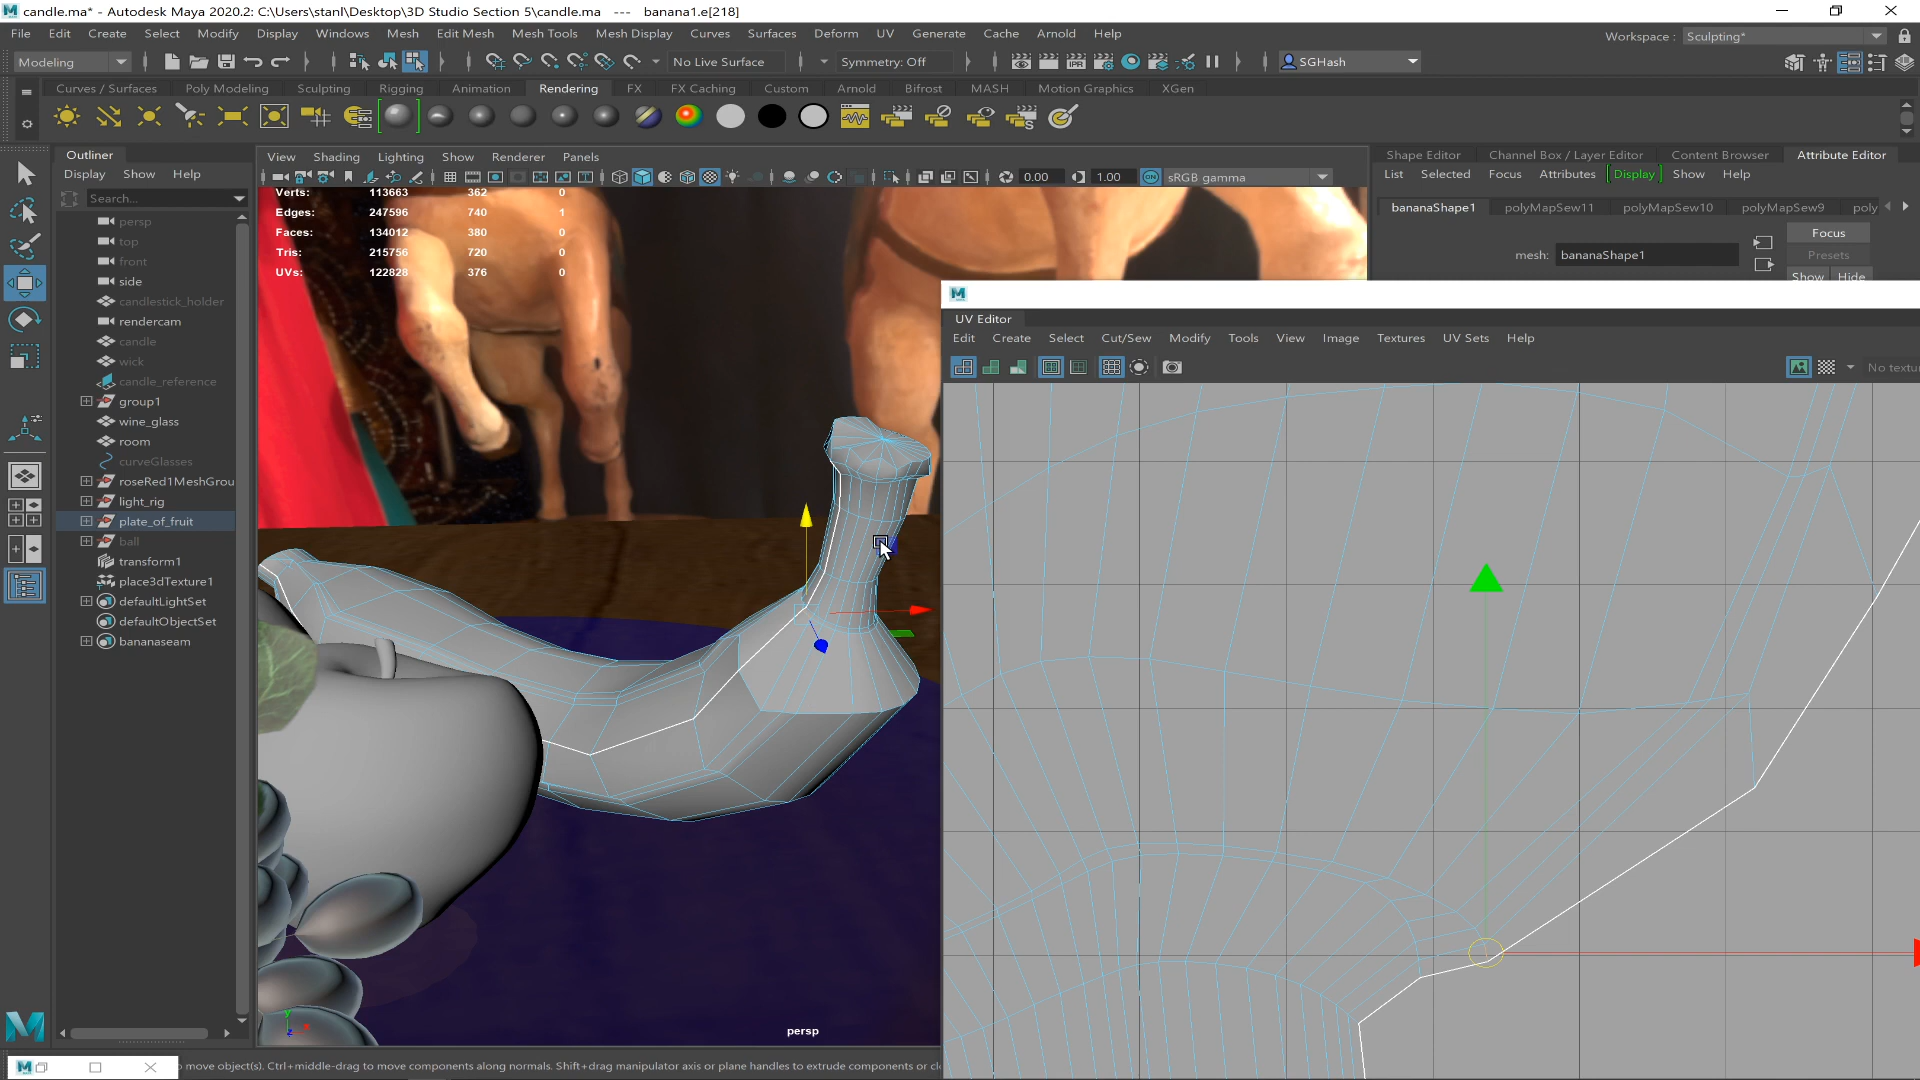 candle.ma* - Autodesk Maya 2020.2: C:\Users\stanl\Desktop\3D Studio Section 5\candle.ma --- banana1.e[218]
File Edit Create Select Modify Display Windows Mesh Edit Mesh Mesh Tools Mesh Display Curves Surfaces Deform UV Generate Cache Arnold Help
Workspace : Sculpting*
Modeling No Live Surface Symmetry: Off SGHash
Curves / Surfaces Poly Modeling Sculpting Rigging Animation Rendering FX FX Caching Custom Arnold Bifrost MASH Motion Graphics XGen
IPR
Outliner
Display Show Help
Search...
persp
top
front
side
candlestick_holder
rendercam
candle
wick
candle_reference
group1
wine_glass
room
curveGlasses
roseRed1MeshGrou
light_rig
plate_of_fruit
ball
transform1
place3dTexture1
defaultLightSet
defaultObjectSet
bananaseam
View Shading Lighting Show Renderer Panels
0.00 1.00 ON sRGB gamma
Verts: 113663 362 0
Edges: 247596 740 1
Faces: 134012 380 0
Tris: 215756 720 0
UVs: 122828 376 0
persp
y
z
Shape Editor Channel Box / Layer Editor Content Browser Attribute Editor
List Selected Focus Attributes Display Show Help
bananaShape1 polyMapSew11 polyMapSew10 polyMapSew9 poly
mesh: bananaShape1
Focus
Presets
Show Hide
UV Editor
Edit Create Select Cut/Sew Modify Tools View Image Textures UV Sets Help
No textu
move object(s). Ctrl+middle-drag to move components along normals. Shift+drag manipulator axis or plane handles to extrude components or cl